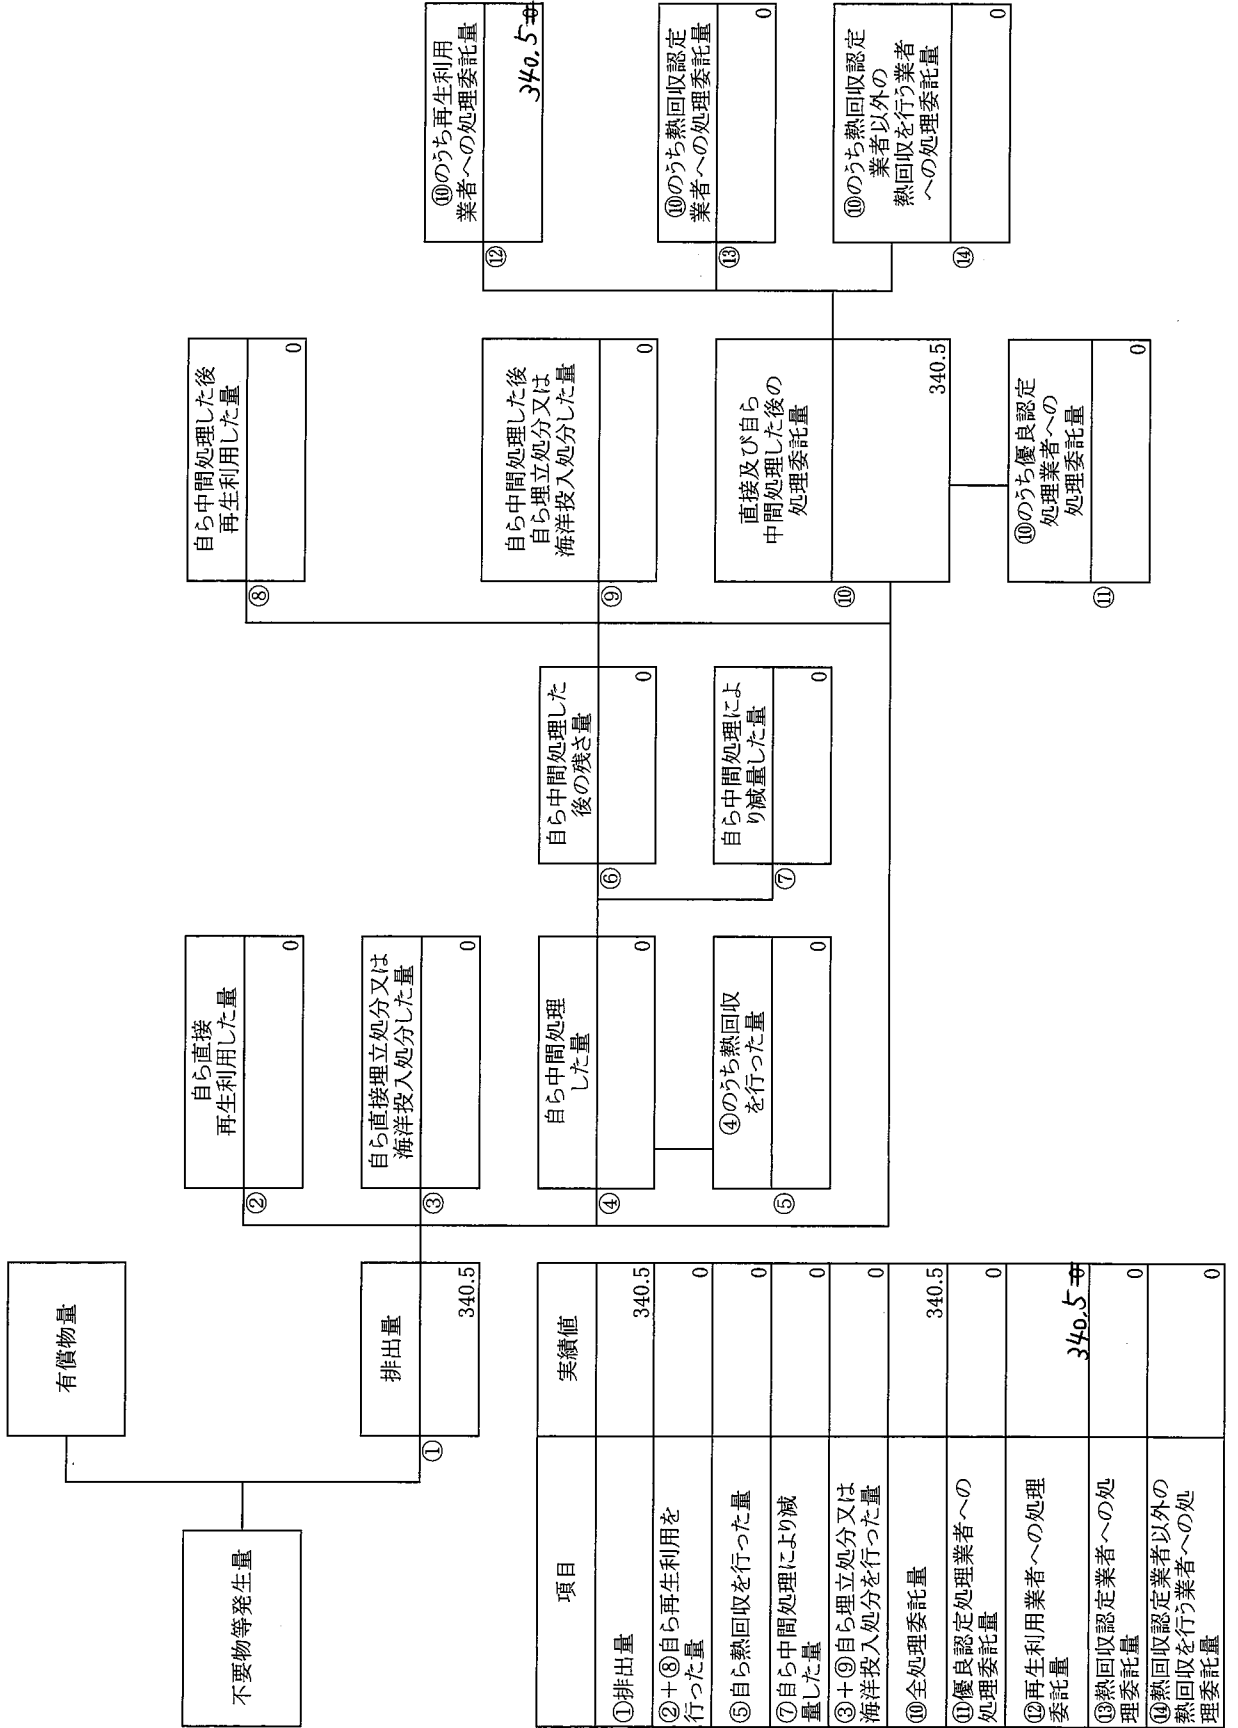 不要物等発生量
有償物量
①
排出量
340.5
②
自ら直接
再生利用した量
0
③
自ら直接埋立処分又は
海洋投入処分した量
0
④
自ら中間処理
した量
0
⑤
④のうち熱回収
を行った量
0
⑥
自ら中間処理した
後の残さ量
0
⑦
自ら中間処理によ
り減量した量
0
⑧
自ら中間処理した後
再生利用した量
0
⑨
自ら中間処理した後
自ら埋立処分又は
海洋投入処分した量
0
⑩
直接及び自ら
中間処理した後の
処理委託量
340.5
⑪
⑩のうち優良認定
処理業者への
処理委託量
0
⑫
⑩のうち再生利用
業者への処理委託量
340.5 0
⑬
⑩のうち熱回収認定
業者への処理委託量
0
⑭
⑩のうち熱回収認定
業者以外の
熱回収を行う業者
への処理委託量
0
項目 実績値
①排出量 340.5
②+⑧自ら再生利用を
行った量 0
⑤自ら熱回収を行った量 0
⑦自ら中間処理により減
量した量 0
③+⑨自ら埋立処分又は
海洋投入処分を行った量 0
⑩全処理委託量 340.5
⑪優良認定処理業者への
処理委託量 0
⑫再生利用業者への処理
委託量 340.5 0
⑬熱回収認定業者への処
理委託量 0
⑭熱回収認定業者以外の
熱回収を行う業者への処
理委託量 0